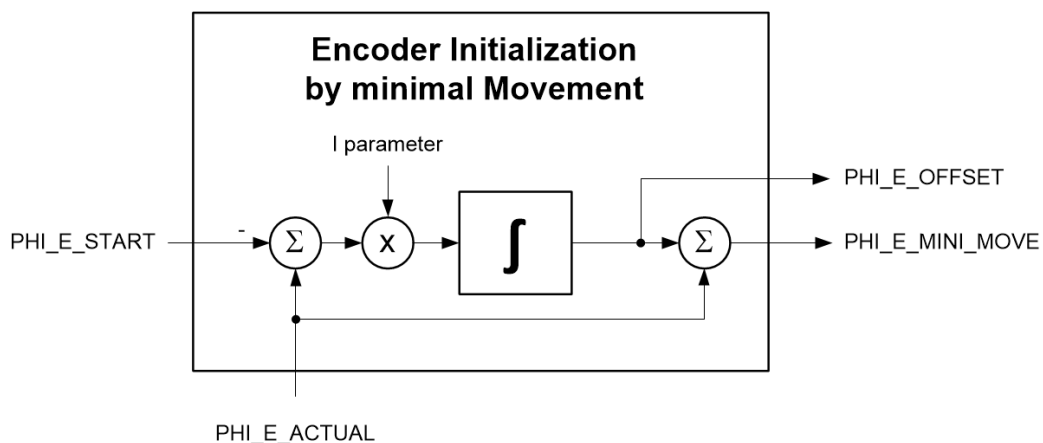 Encoder Initialization
by minimal Movement
I parameter
PHI_E_OFFSET
PHI_E_START
-
Σ
x
∫
Σ
PHI_E_MINI_MOVE
PHI_E_ACTUAL